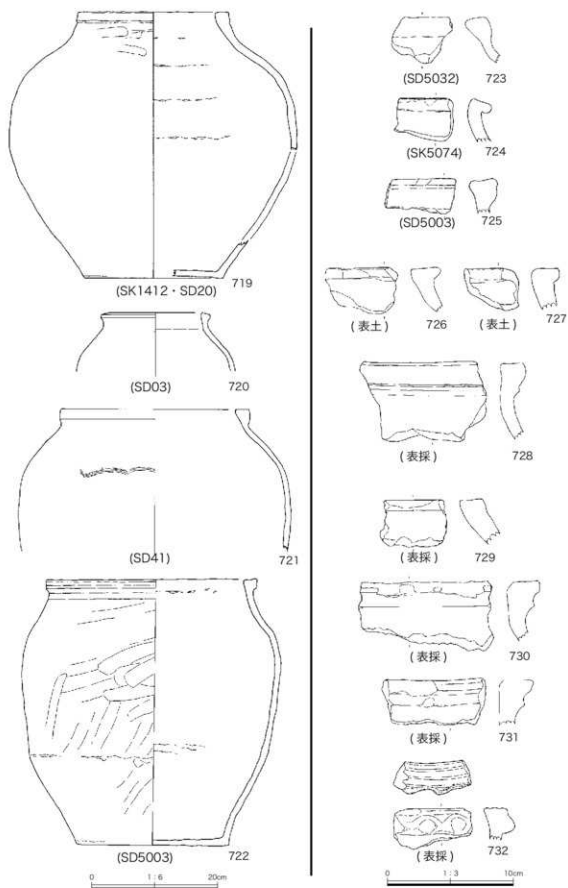 (SK1412・SD20)
719
(SD03)
720
(SD41)
721
(SD5003)
722
0 1:6 20cm
(SD5032)
723
(SK5074)
724
(SD5003)
725
(表土)
726
(表土)
727
(表採)
728
(表採)
729
(表採)
730
(表採)
731
(表採)
732
0 1:3 10cm